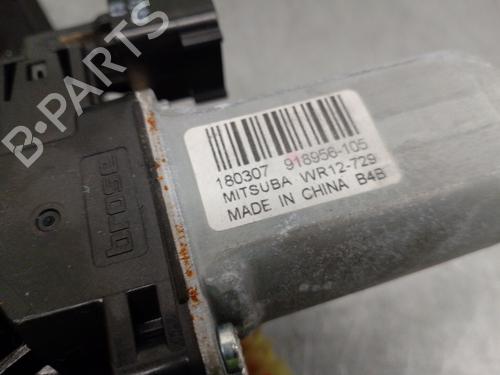 180307 918956-105
MITSUBA WR12-729
MADE IN CHINA B4B
brose
B-PARTS